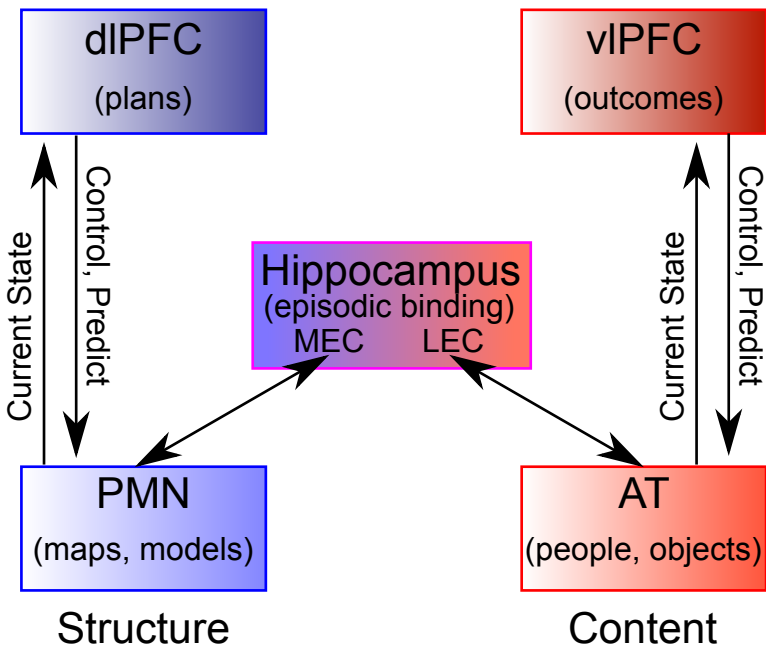 dlPFC
(plans)
vlPFC
(outcomes)
Current State
Control, Predict
Hippocampus
(episodic binding)
MEC LEC
Current State
Control, Predict
PMN
(maps, models)
AT
(people, objects)
Structure
Content